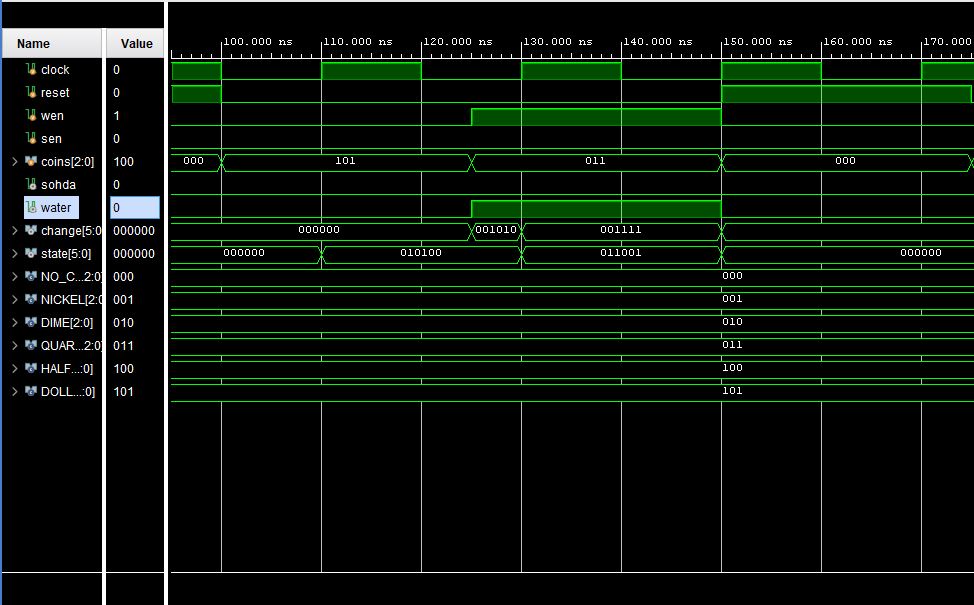 Name Value 100.000 ns 110.000 ns 120.000 ns 130.000 ns 140.000 ns 150.000 ns 160.000 ns 170.000
clock 0
reset 0
wen 1
sen 0
coins[2:0] 100 000 101 011 000
sohda 0
water 0
change[5:0 000000 000000 001010 001111
state[5:0] 000000 000000 010100 011001 000000
NO_C...2:0] 000 000
NICKEL[2:0 001 001
DIME[2:0] 010 010
QUAR...2:0] 011 011
HALF...:0] 100 100
DOLL...:0] 101 101